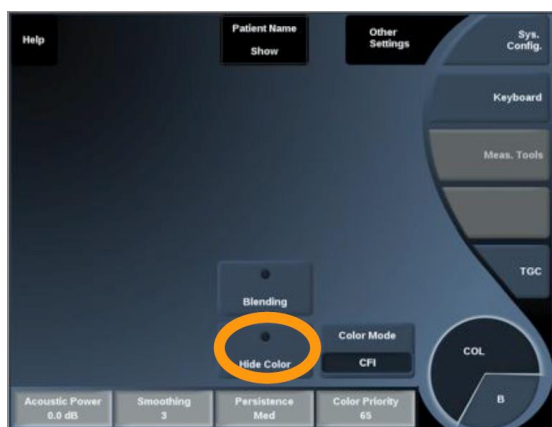 Help
Patient Name
Show
Other
Settings
Sys.
Config.
Keyboard
Meas. Tools
TGC
Blending
Hide Color
Color Mode
CFI
COL
B
Acoustic Power
0.0 dB
Smoothing
3
Persistence
Med
Color Priority
65